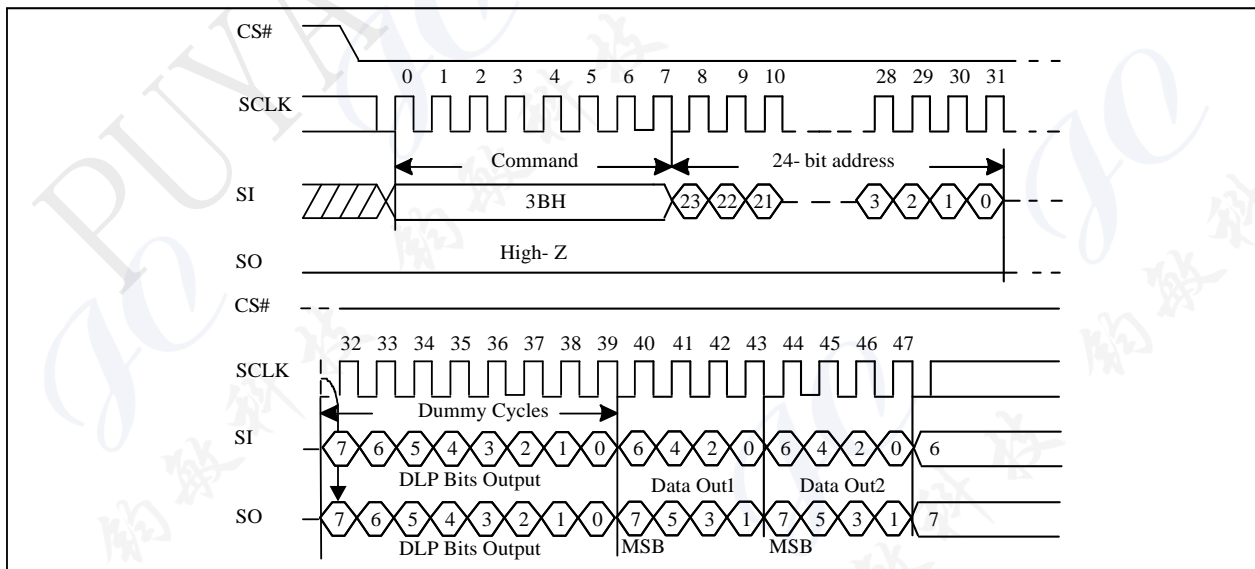 PUYA
CS#
0 1 2 3 4 5 6 7 8 9 10 28 29 30 31
SCLK
Command 24- bit address
SI 3BH 23 22 21 3 2 1 0
High- Z
SO
CS#
32 33 34 35 36 37 38 39 40 41 42 43 44 45 46 47
SCLK
Dummy Cycles
SI 7 6 5 4 3 2 1 0 6 4 2 0 6 4 2 0 6
DLP Bits Output Data Out1 Data Out2
SO 7 6 5 4 3 2 1 0 7 5 3 1 7 5 3 1 7
DLP Bits Output MSB MSB
钧敏科技